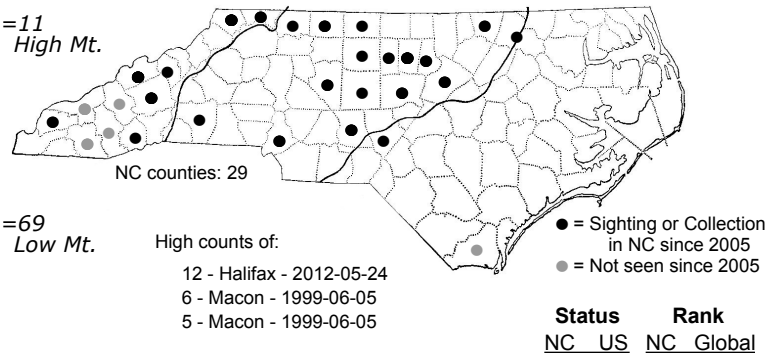 =11
High Mt.
NC counties: 29
=69
Low Mt.
High counts of:
12 - Halifax - 2012-05-24
6 - Macon - 1999-06-05
5 - Macon - 1999-06-05
● = Sighting or Collection
in NC since 2005
● = Not seen since 2005
Status Rank
NC US NC Global